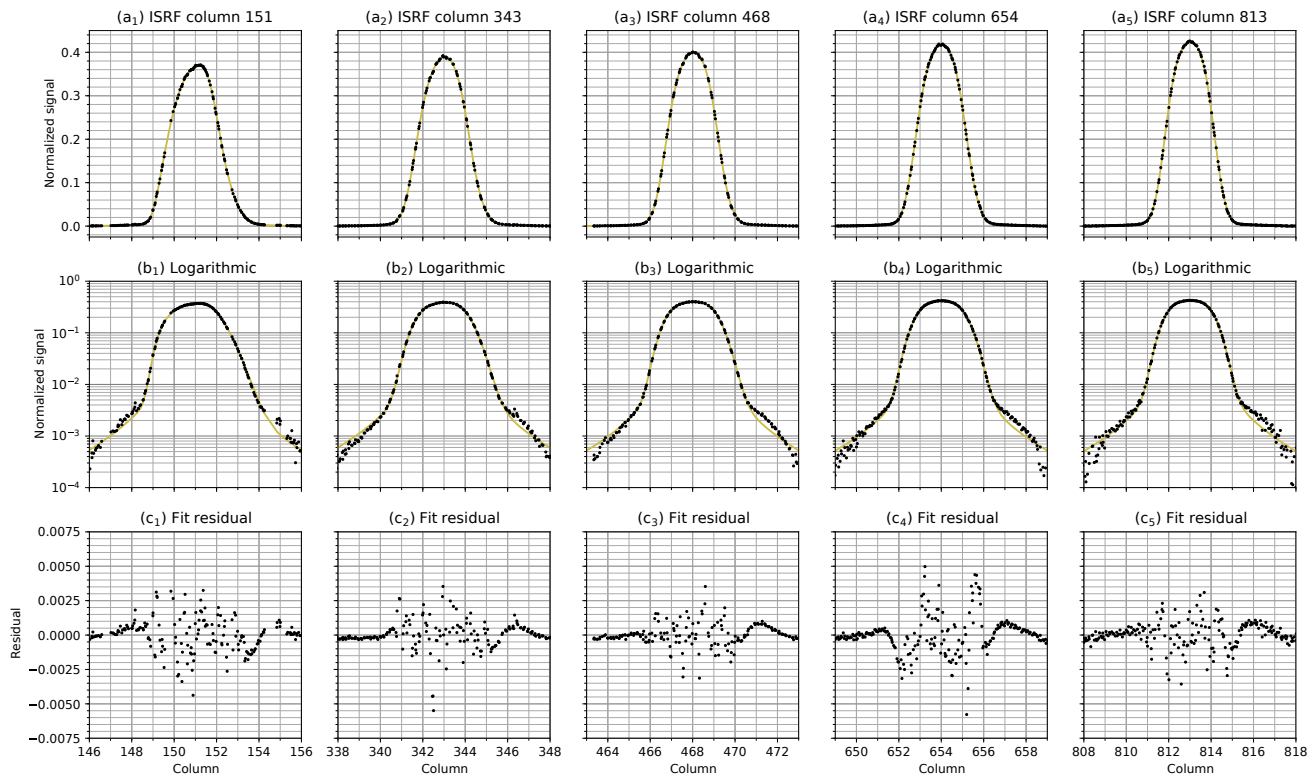 (a₁) ISRF column 151
(a₂) ISRF column 343
(a₃) ISRF column 468
(a₄) ISRF column 654
(a₅) ISRF column 813
Normalized signal
0.4
0.3
0.2
0.1
0.0
(b₁) Logarithmic
(b₂) Logarithmic
(b₃) Logarithmic
(b₄) Logarithmic
(b₅) Logarithmic
Normalized signal
10⁰
10⁻¹
10⁻²
10⁻³
10⁻⁴
(c₁) Fit residual
(c₂) Fit residual
(c₃) Fit residual
(c₄) Fit residual
(c₅) Fit residual
Residual
0.0075
0.0050
0.0025
0.0000
−0.0025
−0.0050
−0.0075
146 148 150 152 154 156
338 340 342 344 346 348
464 466 468 470 472
650 652 654 656 658
808 810 812 814 816 818
Column
Column
Column
Column
Column